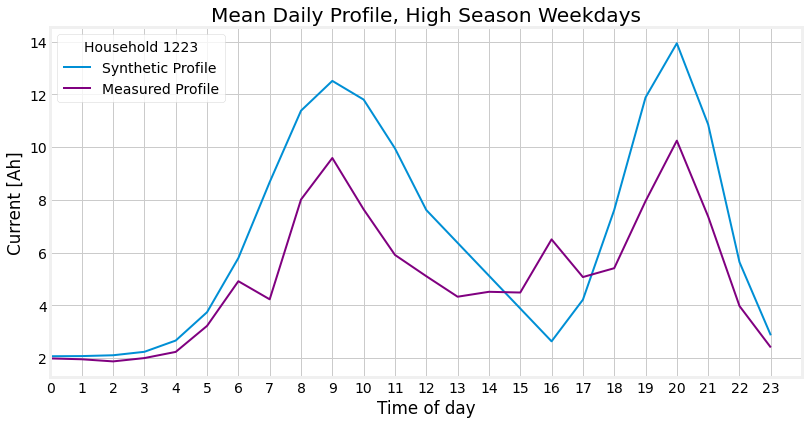 Mean Daily Profile, High Season Weekdays
Household 1223
Synthetic Profile
Measured Profile
Current [Ah]
14
12
10
8
6
4
2
0 1 2 3 4 5 6 7 8 9 10 11 12 13 14 15 16 17 18 19 20 21 22 23
Time of day